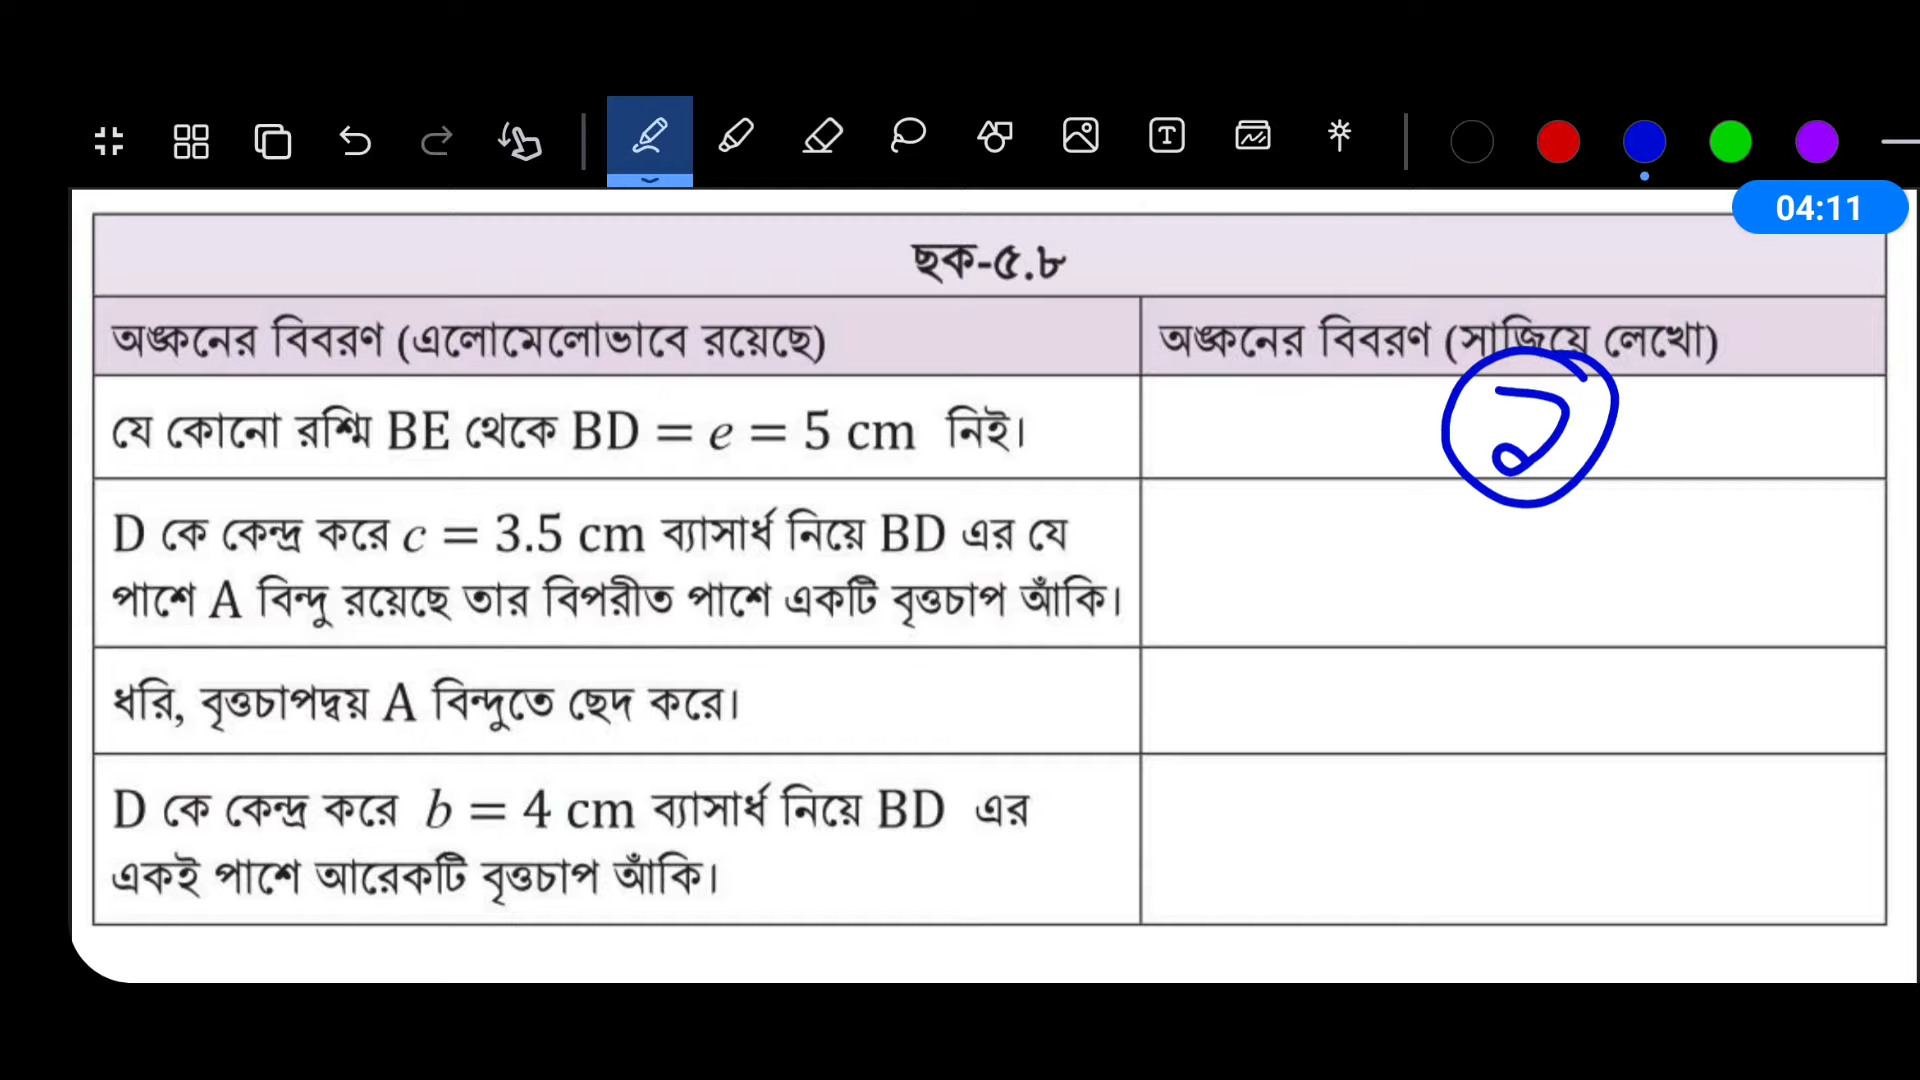 04:11
ছক-৫.৮
অঙ্কনের বিবরণ (এলোমেলোভাবে রয়েছে)
অঙ্কনের বিবরণ (সাজিয়ে লেখো)
যে কোনো রশ্মি BE থেকে BD = e = 5 cm নিই।
১
D কে কেন্দ্র করে c = 3.5 cm ব্যাসার্ধ নিয়ে BD এর যে
পাশে A বিন্দু রয়েছে তার বিপরীত পাশে একটি বৃত্তচাপ আঁকি।
ধরি, বৃত্তচাপদ্বয় A বিন্দুতে ছেদ করে।
D কে কেন্দ্র করে b = 4 cm ব্যাসার্ধ নিয়ে BD এর
একই পাশে আরেকটি বৃত্তচাপ আঁকি।